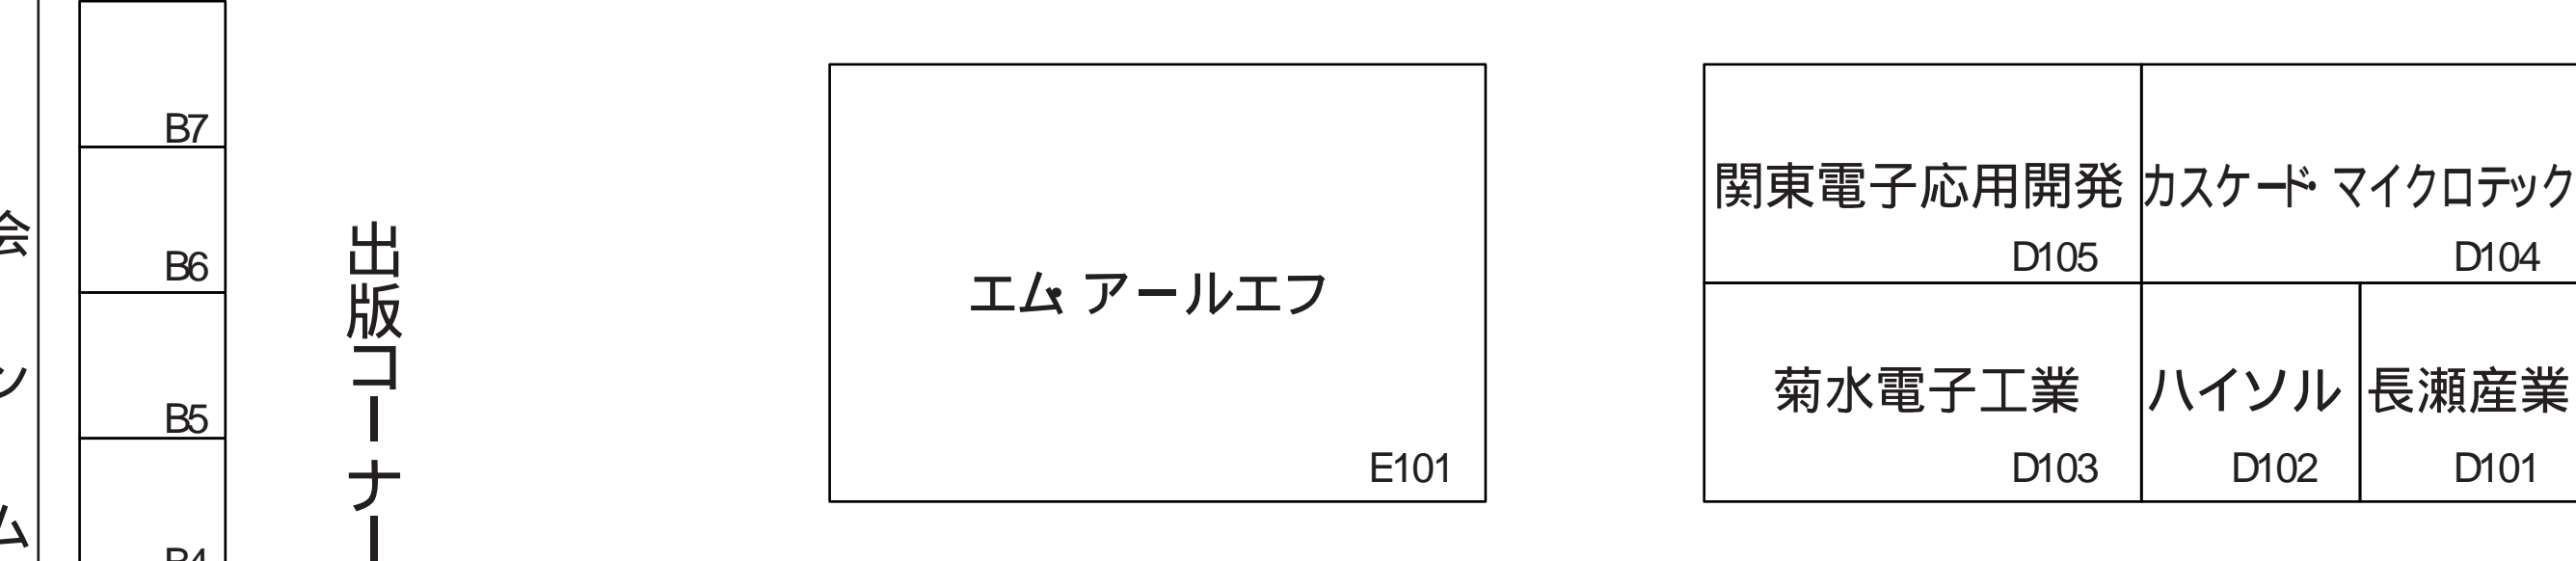 会
ン
ム
B7
B6
B5
B4
出版コーナー
エム・アールエフ
E101
関東電子応用開発
D105
カスケード・マイクロテック
D104
菊水電子工業
D103
ハイソル
D102
長瀬産業
D101